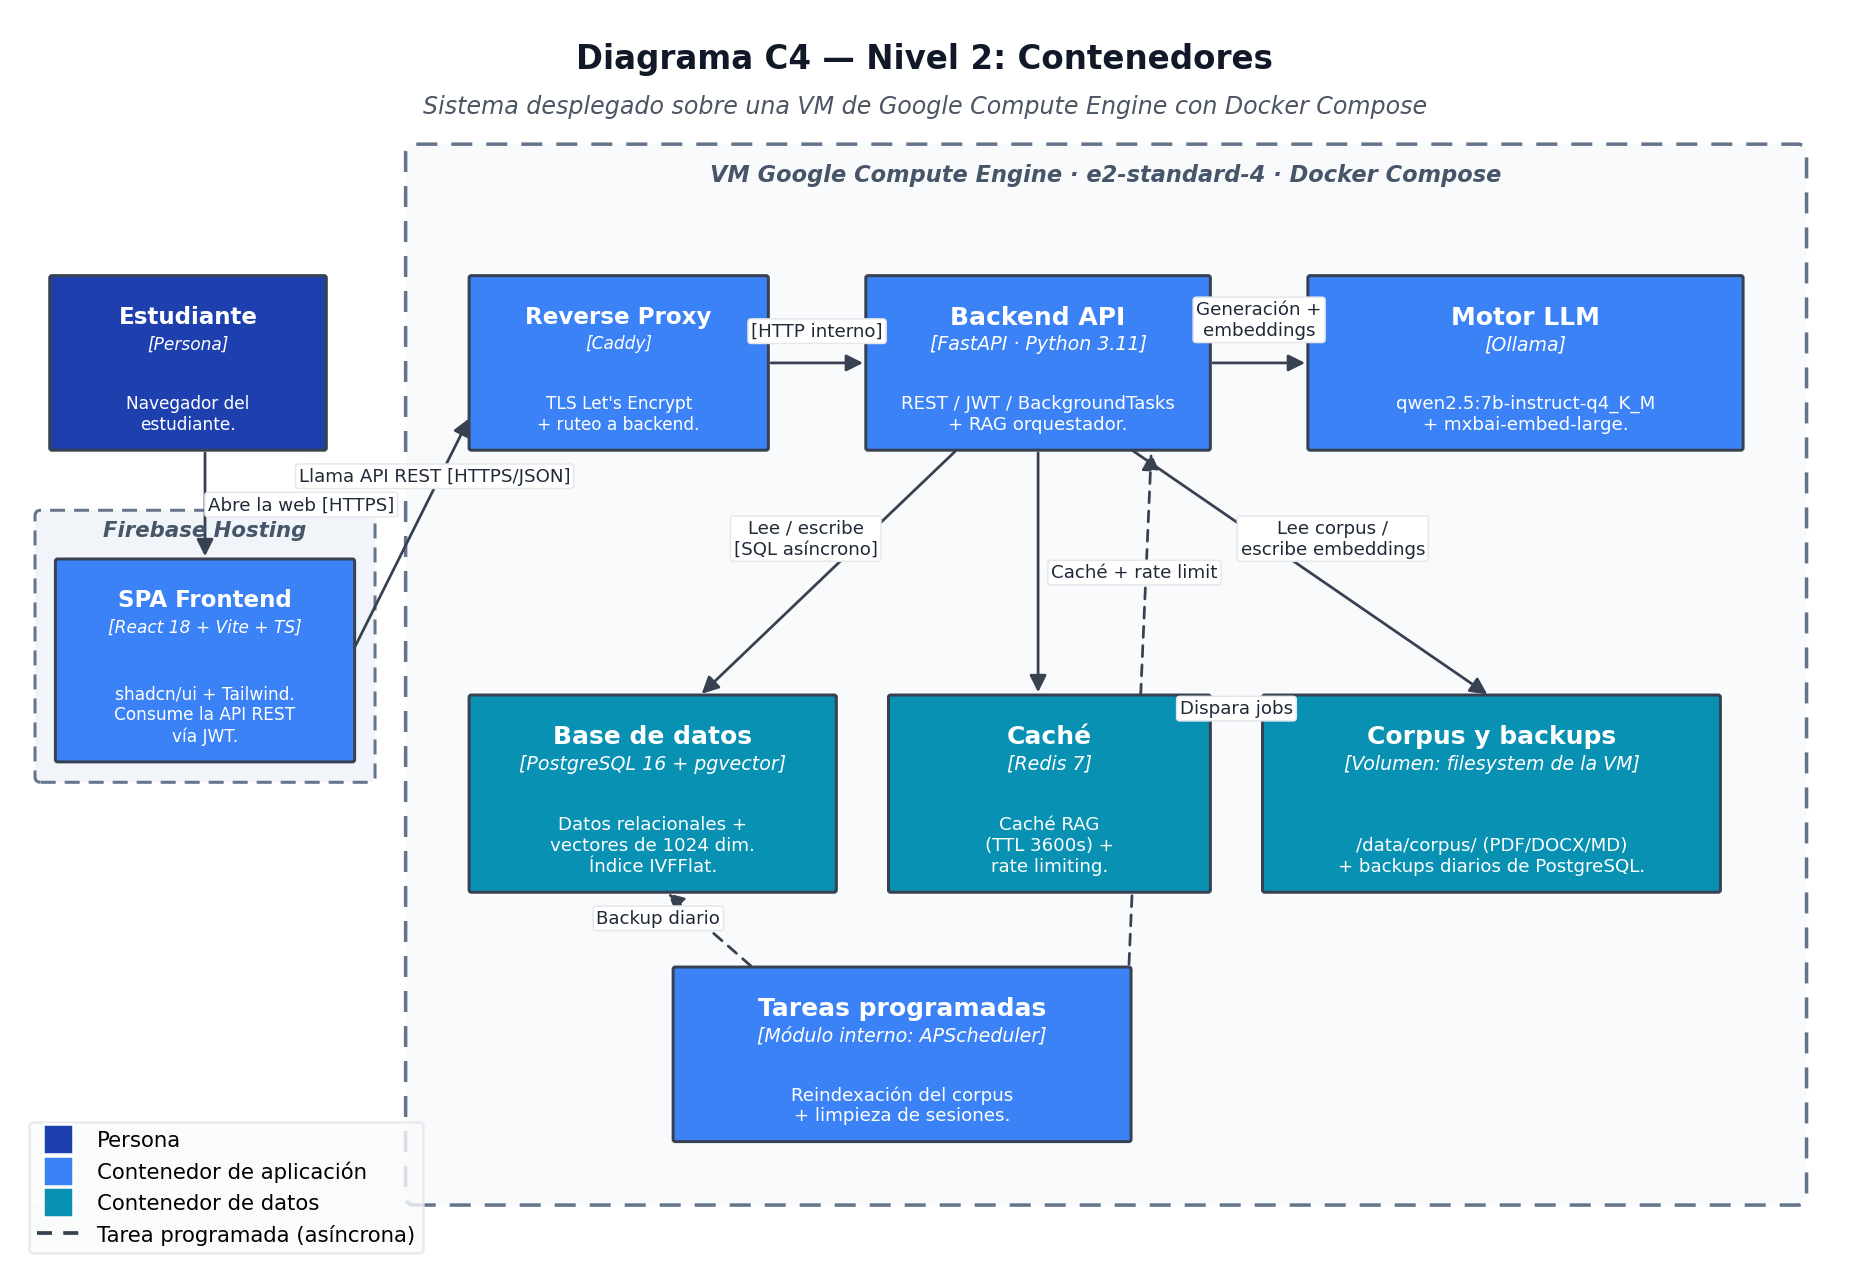 Diagrama C4 — Nivel 2: Contenedores
Sistema desplegado sobre una VM de Google Compute Engine con Docker Compose
VM Google Compute Engine · e2-standard-4 · Docker Compose
Estudiante
[Persona]
Navegador del
estudiante.
Reverse Proxy
[Caddy]
TLS Let's Encrypt
+ ruteo a backend.
[HTTP interno]
Backend API
[FastAPI · Python 3.11]
REST / JWT / BackgroundTasks
+ RAG orquestador.
Generación +
embeddings
Motor LLM
[Ollama]
qwen2.5:7b-instruct-q4_K_M
+ mxbai-embed-large.
Llama API REST [HTTPS/JSON]
Abre la web [HTTPS]
Firebase Hosting
SPA Frontend
[React 18 + Vite + TS]
shadcn/ui + Tailwind.
Consume la API REST
vía JWT.
Lee / escribe
[SQL asíncrono]
Caché + rate limit
Lee corpus /
escribe embeddings
Dispara jobs
Base de datos
[PostgreSQL 16 + pgvector]
Datos relacionales +
vectores de 1024 dim.
Índice IVFFlat.
Caché
[Redis 7]
Caché RAG
(TTL 3600s) +
rate limiting.
Corpus y backups
[Volumen: filesystem de la VM]
/data/corpus/ (PDF/DOCX/MD)
+ backups diarios de PostgreSQL.
Backup diario
Tareas programadas
[Módulo interno: APScheduler]
Reindexación del corpus
+ limpieza de sesiones.
Persona
Contenedor de aplicación
Contenedor de datos
Tarea programada (asíncrona)